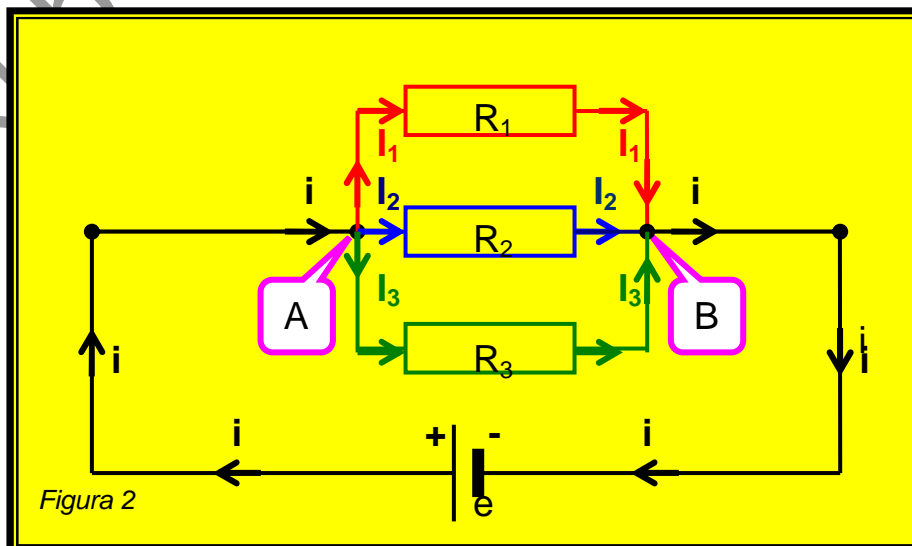 R₁
I₁ I₁
i I₂ I₂ i
R₂
A I₃ I₃ B
R₃
i i i
i + - i
e
Figura 2